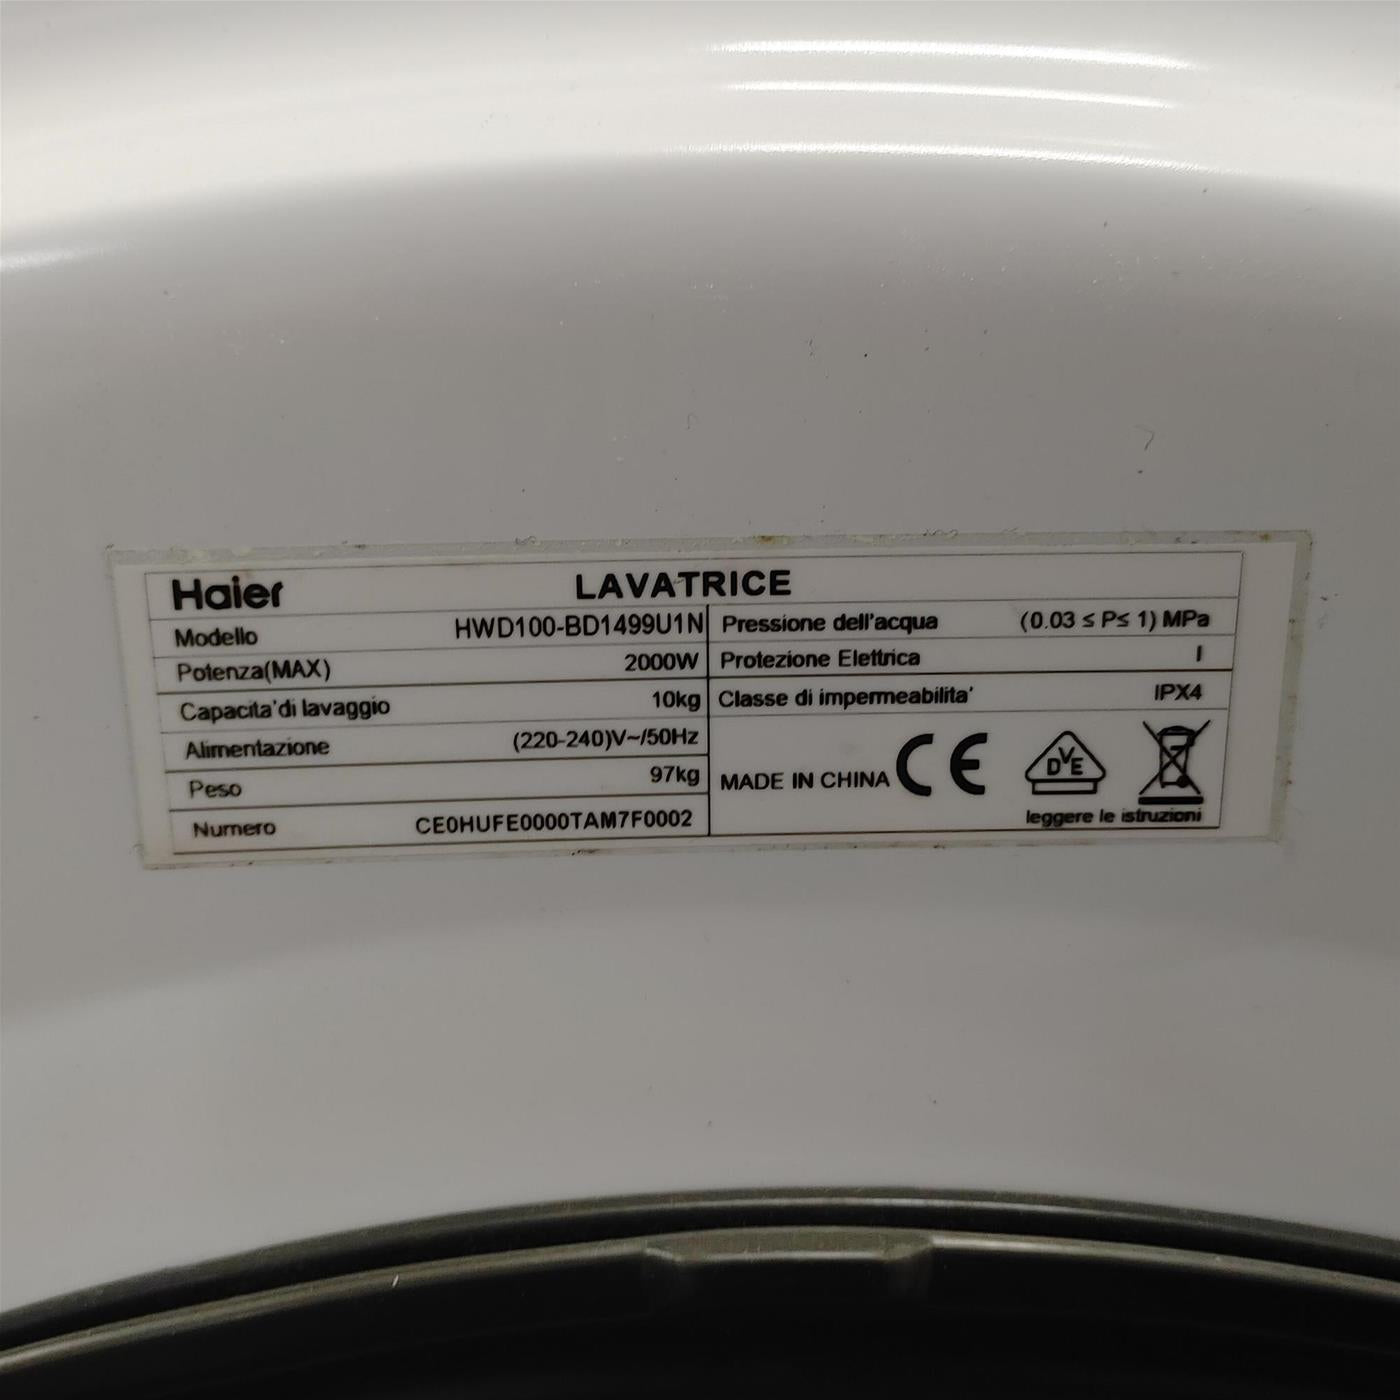 Haier LAVATRICE
Modello HWD100-BD1499U1N Pressione dell'acqua (0.03 ≤ P≤ 1) MPa
Potenza(MAX) 2000W Protezione Elettrica I
Capacita'di lavaggio 10kg Classe di impermeabilita' IPX4
Alimentazione (220-240)V~/50Hz
Peso 97kg MADE IN CHINA CE DVE
Numero CE0HUFE0000TAM7F0002 leggere le istruzioni